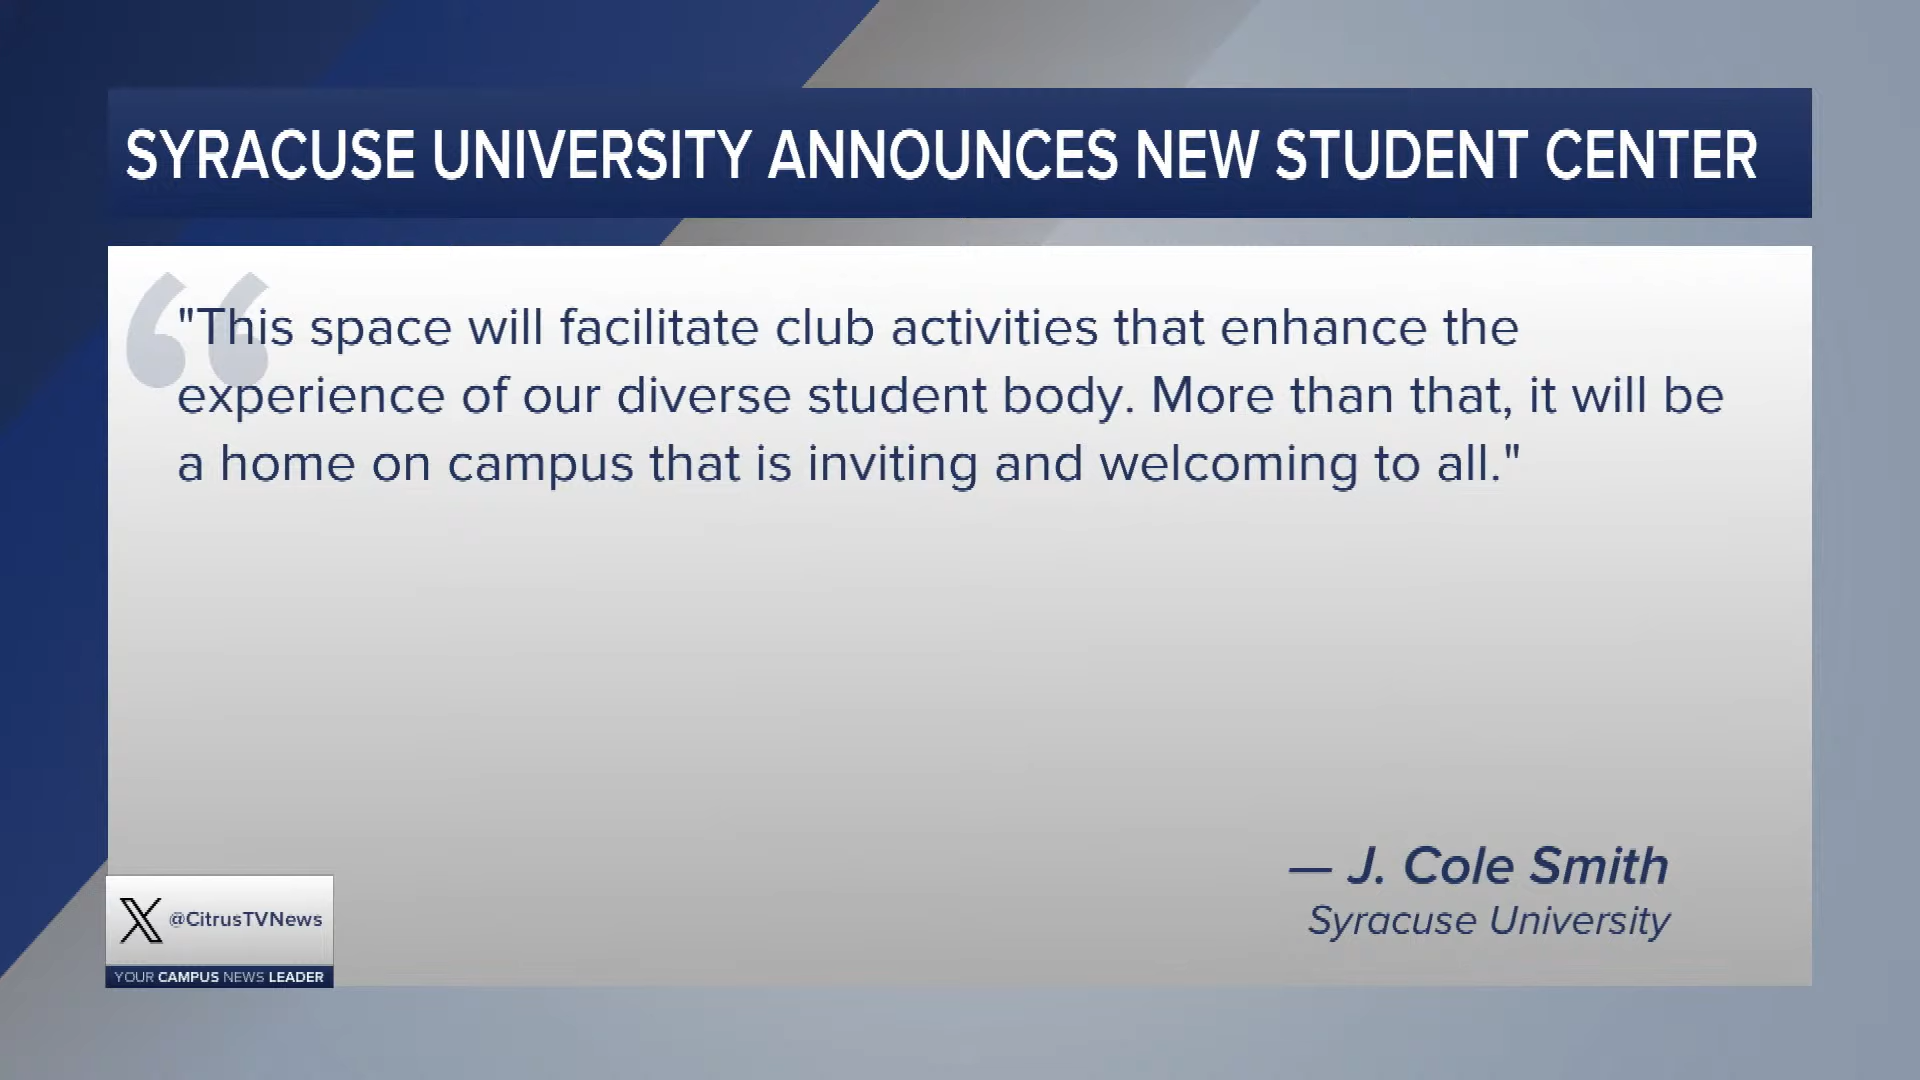 SYRACUSE UNIVERSITY ANNOUNCES NEW STUDENT CENTER
"This space will facilitate club activities that enhance the
experience of our diverse student body. More than that, it will be
a home on campus that is inviting and welcoming to all."
— J. Cole Smith
Syracuse University
@CitrusTVNews
YOUR CAMPUS NEWS LEADER